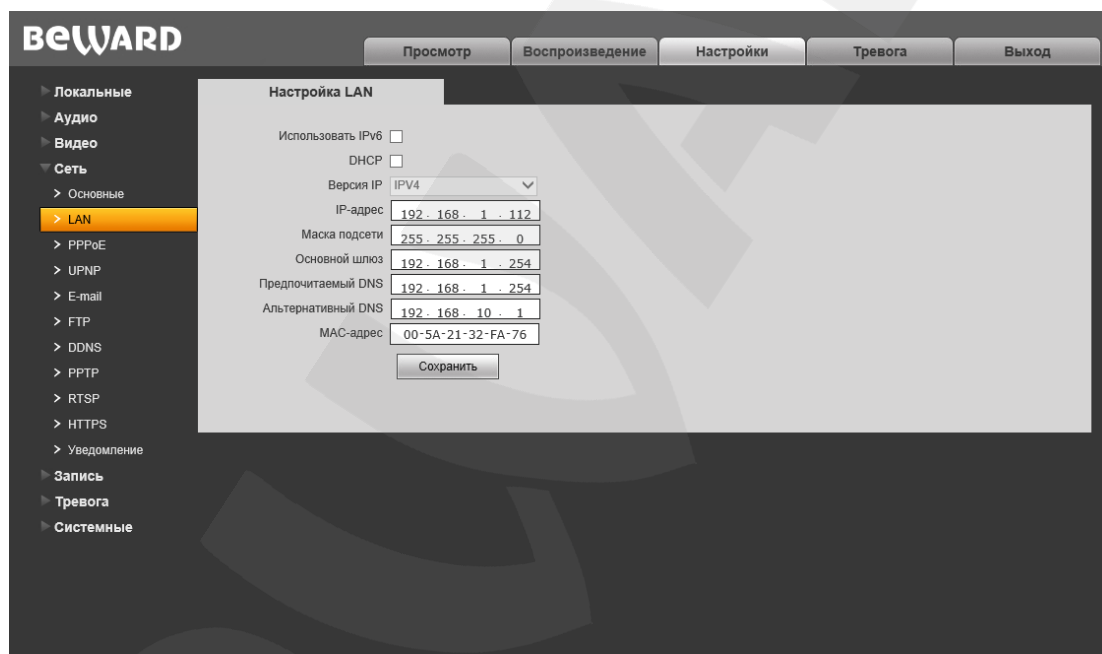 BEWARD
Просмотр Воспроизведение Настройки Тревога Выход
Локальные
Аудио
Видео
Сеть
Основные
LAN
PPPoE
UPNP
E-mail
FTP
DDNS
PPTP
RTSP
HTTPS
Уведомление
Запись
Тревога
Системные
Настройка LAN
Использовать IPv6
DHCP
Версия IP IPV4
IP-адрес 192 . 168 . 1 . 112
Маска подсети 255 . 255 . 255 . 0
Основной шлюз 192 . 168 . 1 . 254
Предпочитаемый DNS 192 . 168 . 1 . 254
Альтернативный DNS 192 . 168 . 10 . 1
MAC-адрес 00-5A-21-32-FA-76
Сохранить